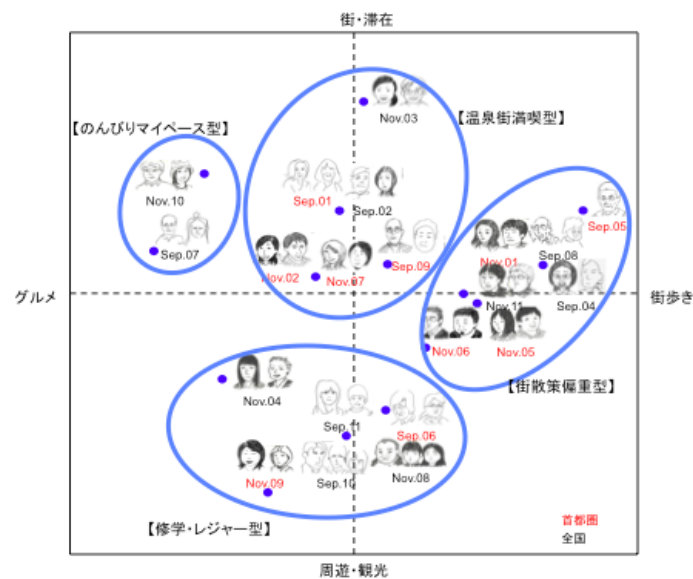 街・滞在
Nov.03
【温泉街満喫型】
【のんびりマイペース型】
Nov.10
Sep.01
Sep.02
Sep.05
Sep.07
Nov.01
Sep.08
Nov.02
Nov.07
Sep.09
グルメ
街歩き
Nov.11
Sep.04
Nov.06
Nov.05
【街散策偏重型】
Nov.04
Sep.11
Sep.06
Nov.09
Sep.10
Nov.08
【修学・レジャー型】
首都圏
全国
周遊・観光